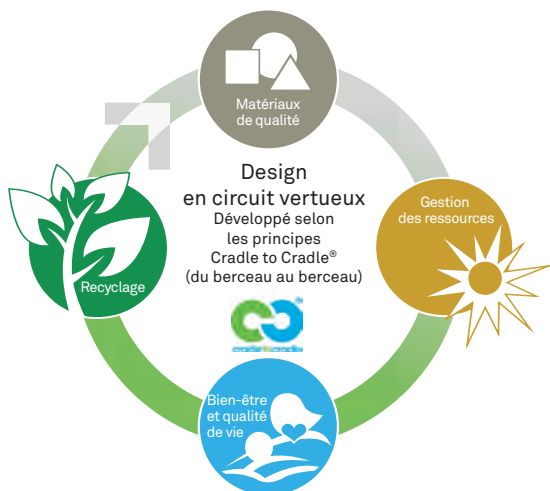 Matériaux
de qualité
Design
en circuit vertueux
Développé selon
les principes
Cradle to Cradle®
(du berceau au berceau)
Gestion
des ressources
Recyclage
cradletocradle
Bien-être
et qualité
de vie